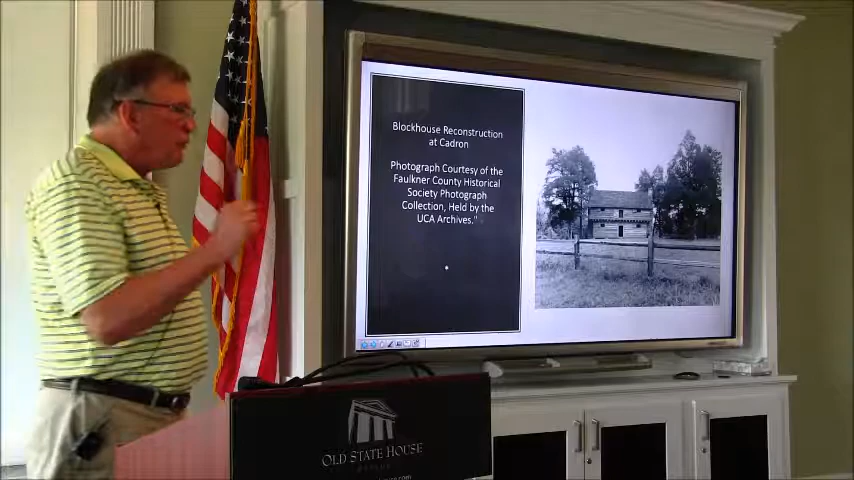 Blockhouse Reconstruction
at Cadron
Photograph Courtesy of the
Faulkner County Historical
Society Photograph
Collection, Held by the
UCA Archives."
OLD STATE HOUSE